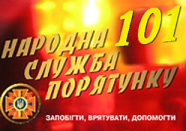 НАРОДНА 101
СЛУЖБА
ПОРЯТУНКУ
ЗАПОБІГТИ, ВРЯТУВАТИ, ДОПОМОГТИ